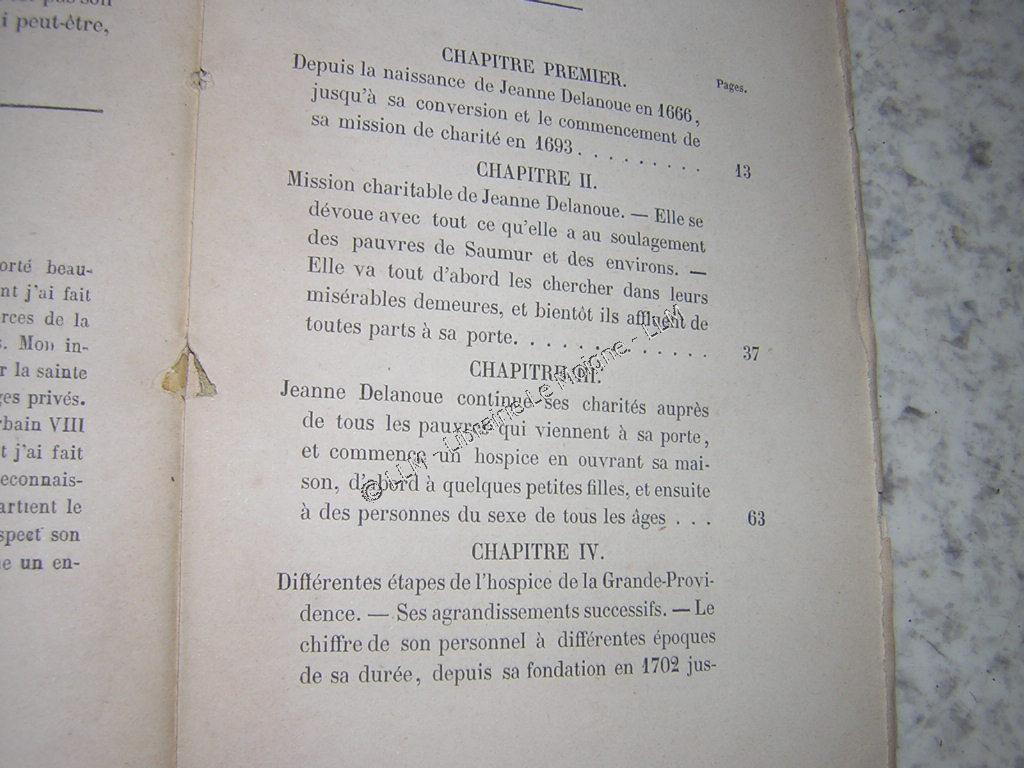 i peut-être,
orté beau-
nt j'ai fait
rces de la
s. Mon in-
r la sainte
ges privés.
rbain VIII
t j'ai fait
econnais-
artient le
spect son
e un en-
CHAPITRE PREMIER.
Pages.
Depuis la naissance de Jeanne Delanoue en 1666,
jusqu'à sa conversion et le commencement de
sa mission de charité en 1693 . . . . . . . . . 13
CHAPITRE II.
Mission charitable de Jeanne Delanoue. — Elle se
dévoue avec tout ce qu'elle a au soulagement
des pauvres de Saumur et des environs. —
Elle va tout d'abord les chercher dans leurs
misérables demeures, et bientôt ils affluent de
toutes parts à sa porte. . . . . . . . . . . . . 37
CHAPITRE III.
Jeanne Delanoue continue ses charités auprès
de tous les pauvres qui viennent à sa porte,
et commence un hospice en ouvrant sa mai-
son, d'abord à quelques petites filles, et ensuite
à des personnes du sexe de tous les âges . . . 63
CHAPITRE IV.
Différentes étapes de l'hospice de la Grande-Provi-
dence. — Ses agrandissements successifs. — Le
chiffre de son personnel à différentes époques
de sa durée, depuis sa fondation en 1702 jus-
© LLM - Librairie Le Moigne - LLM